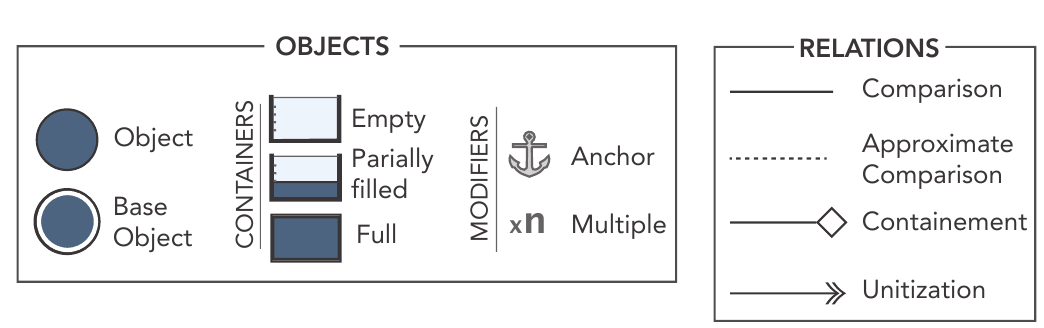 OBJECTS
Object
Base
Object
CONTAINERS
Empty
Parially
filled
Full
MODIFIERS
Anchor
xn
Multiple
RELATIONS
Comparison
Approximate
Comparison
Containement
Unitization